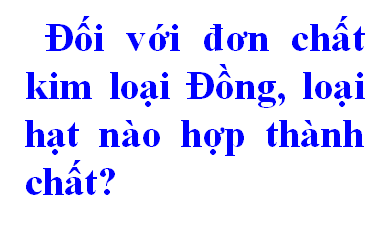 Đối với đơn chất
kim loại Đồng, loại
hạt nào hợp thành
chất?